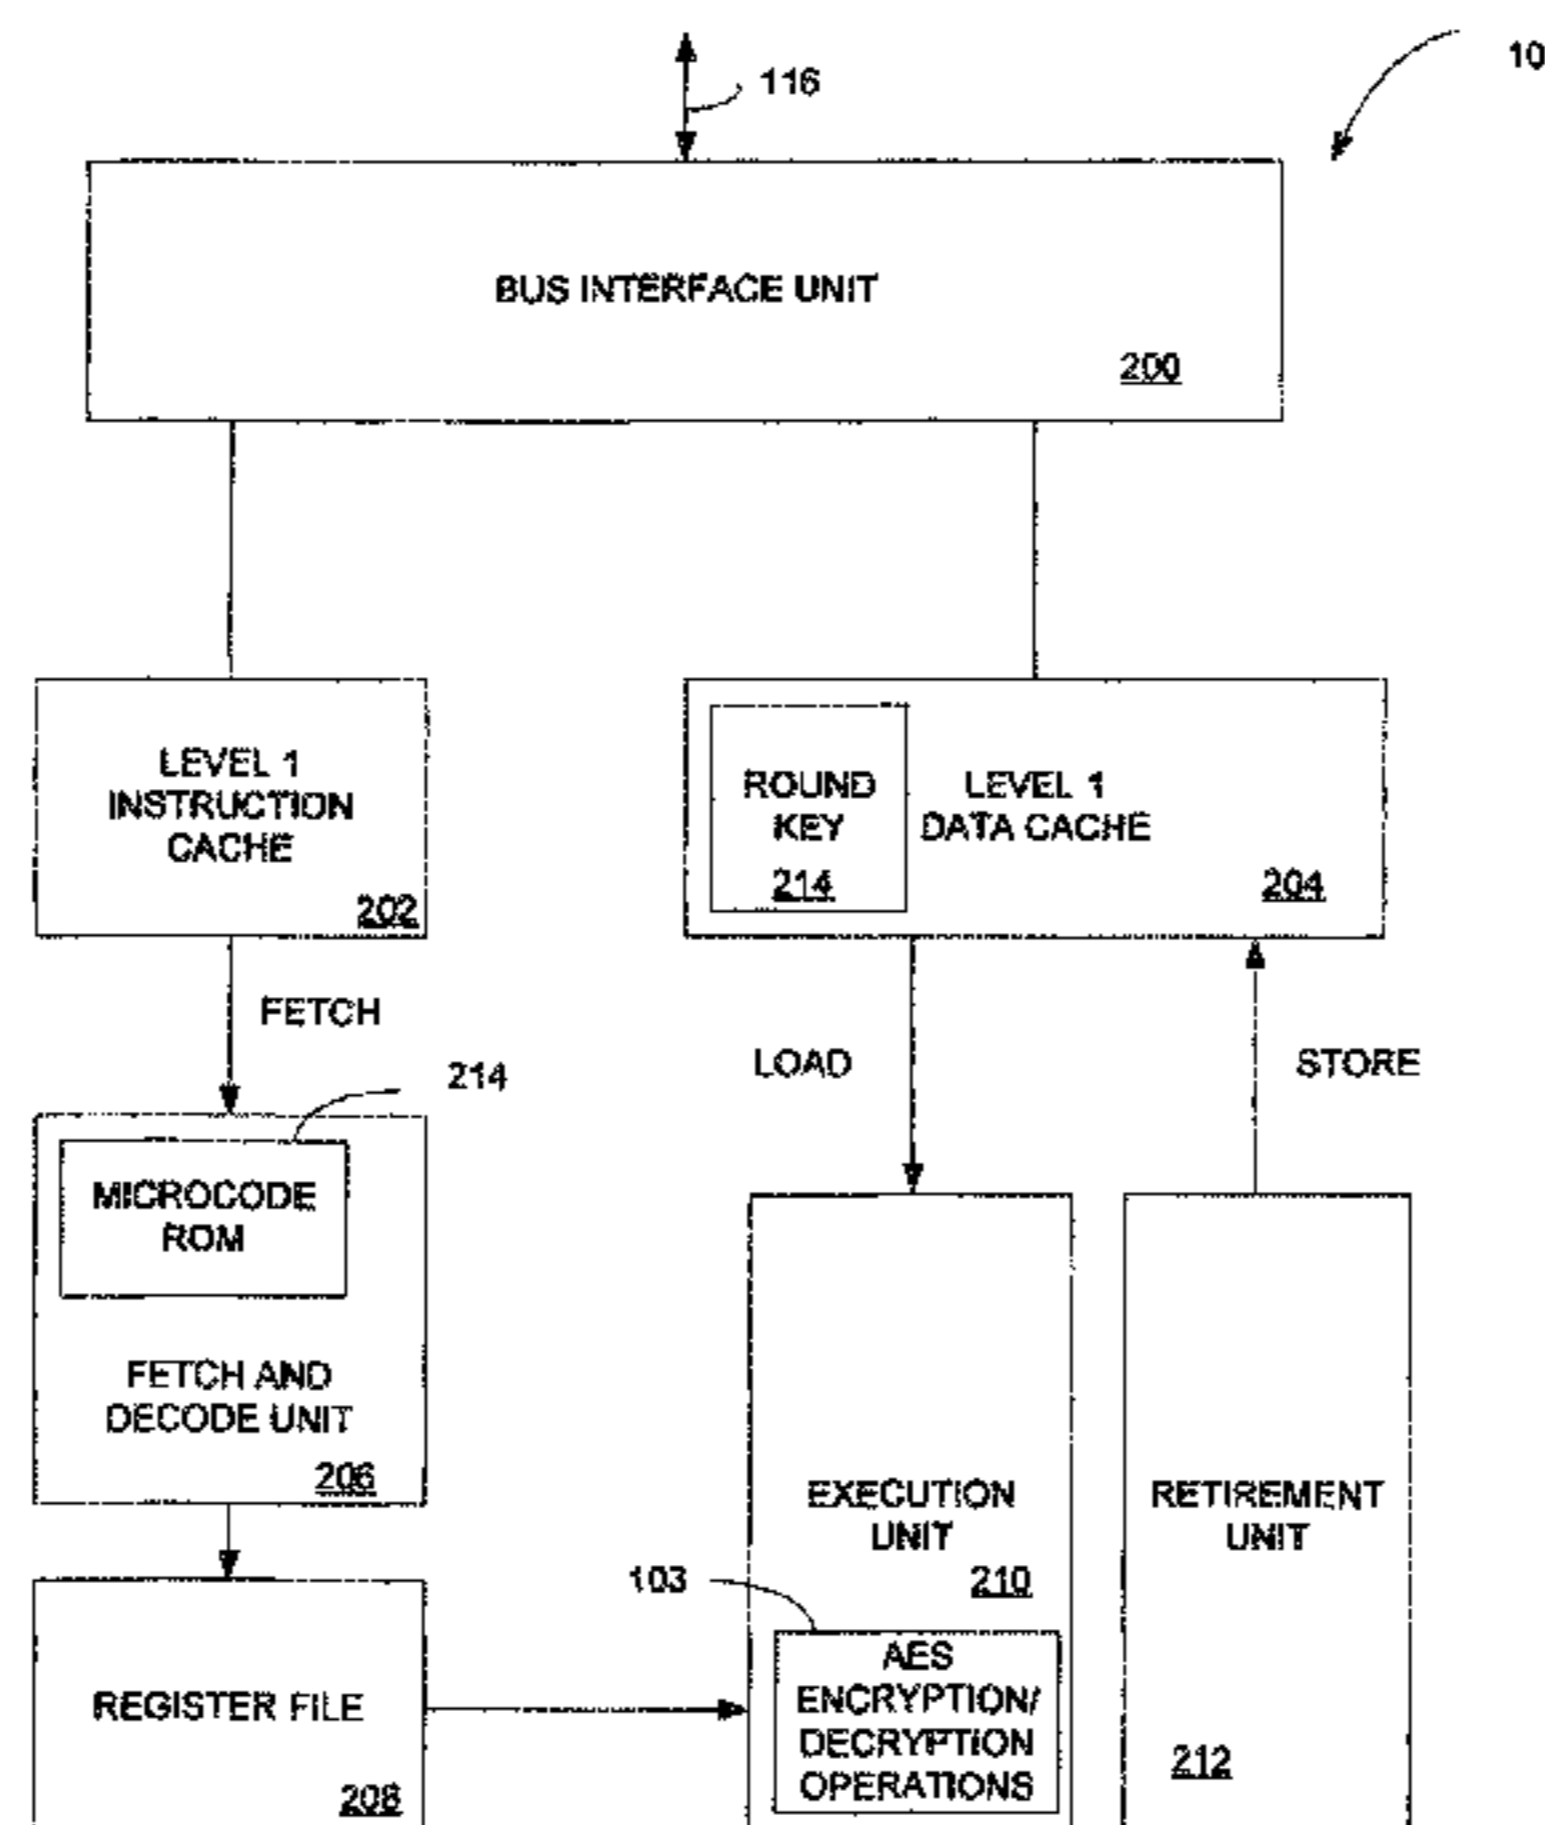 116
10
BUS INTERFACE UNIT
200
LEVEL 1
INSTRUCTION
CACHE
202
ROUND
KEY
214
LEVEL 1
DATA CACHE
204
FETCH
214
LOAD
STORE
MICROCODE
ROM
FETCH AND
DECODE UNIT
206
EXECUTION
UNIT
210
RETIREMENT
UNIT
212
103
AES
ENCRYPTION/
DECRYPTION
OPERATIONS
REGISTER FILE
208